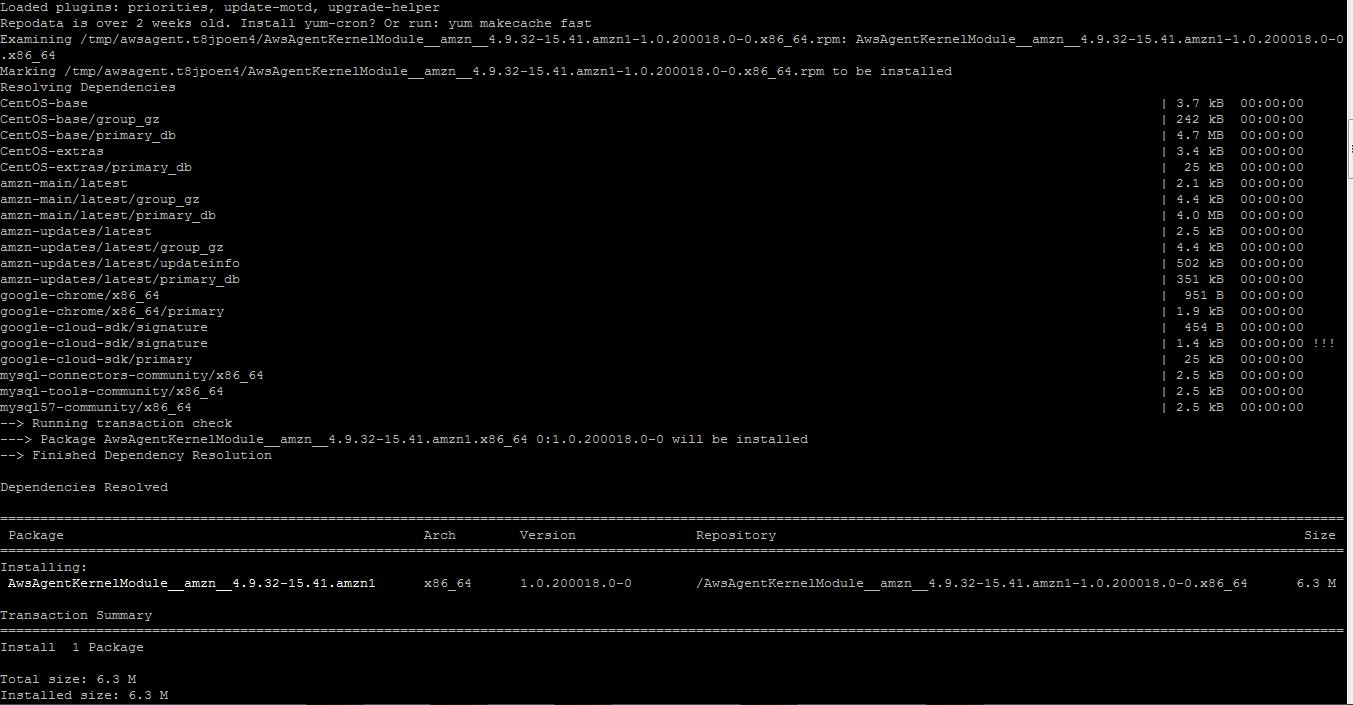 Loaded plugins: priorities, update-motd, upgrade-helper
Repodata is over 2 weeks old. Install yum-cron? Or run: yum makecache fast
Examining /tmp/awsagent.t8jpoen4/AwsAgentKernelModule__amzn__4.9.32-15.41.amzn1-1.0.200018.0-0.x86_64.rpm: AwsAgentKernelModule__amzn__4.9.32-15.41.amzn1-1.0.200018.0-0
.x86_64
Marking /tmp/awsagent.t8jpoen4/AwsAgentKernelModule__amzn__4.9.32-15.41.amzn1-1.0.200018.0-0.x86_64.rpm to be installed
Resolving Dependencies
CentOS-base | 3.7 kB 00:00:00
CentOS-base/group_gz | 242 kB 00:00:00
CentOS-base/primary_db | 4.7 MB 00:00:00
CentOS-extras | 3.4 kB 00:00:00
CentOS-extras/primary_db | 25 kB 00:00:00
amzn-main/latest | 2.1 kB 00:00:00
amzn-main/latest/group_gz | 4.4 kB 00:00:00
amzn-main/latest/primary_db | 4.0 MB 00:00:00
amzn-updates/latest | 2.5 kB 00:00:00
amzn-updates/latest/group_gz | 4.4 kB 00:00:00
amzn-updates/latest/updateinfo | 502 kB 00:00:00
amzn-updates/latest/primary_db | 351 kB 00:00:00
google-chrome/x86_64 | 951 B 00:00:00
google-chrome/x86_64/primary | 1.9 kB 00:00:00
google-cloud-sdk/signature | 454 B 00:00:00
google-cloud-sdk/signature | 1.4 kB 00:00:00 !!!
google-cloud-sdk/primary | 25 kB 00:00:00
mysql-connectors-community/x86_64 | 2.5 kB 00:00:00
mysql-tools-community/x86_64 | 2.5 kB 00:00:00
mysql57-community/x86_64 | 2.5 kB 00:00:00
--> Running transaction check
---> Package AwsAgentKernelModule__amzn__4.9.32-15.41.amzn1.x86_64 0:1.0.200018.0-0 will be installed
--> Finished Dependency Resolution
Dependencies Resolved
Package Arch Version Repository Size
Installing:
AwsAgentKernelModule__amzn__4.9.32-15.41.amzn1 x86_64 1.0.200018.0-0 /AwsAgentKernelModule__amzn__4.9.32-15.41.amzn1-1.0.200018.0-0.x86_64 6.3 M
Transaction Summary
Install 1 Package
Total size: 6.3 M
Installed size: 6.3 M